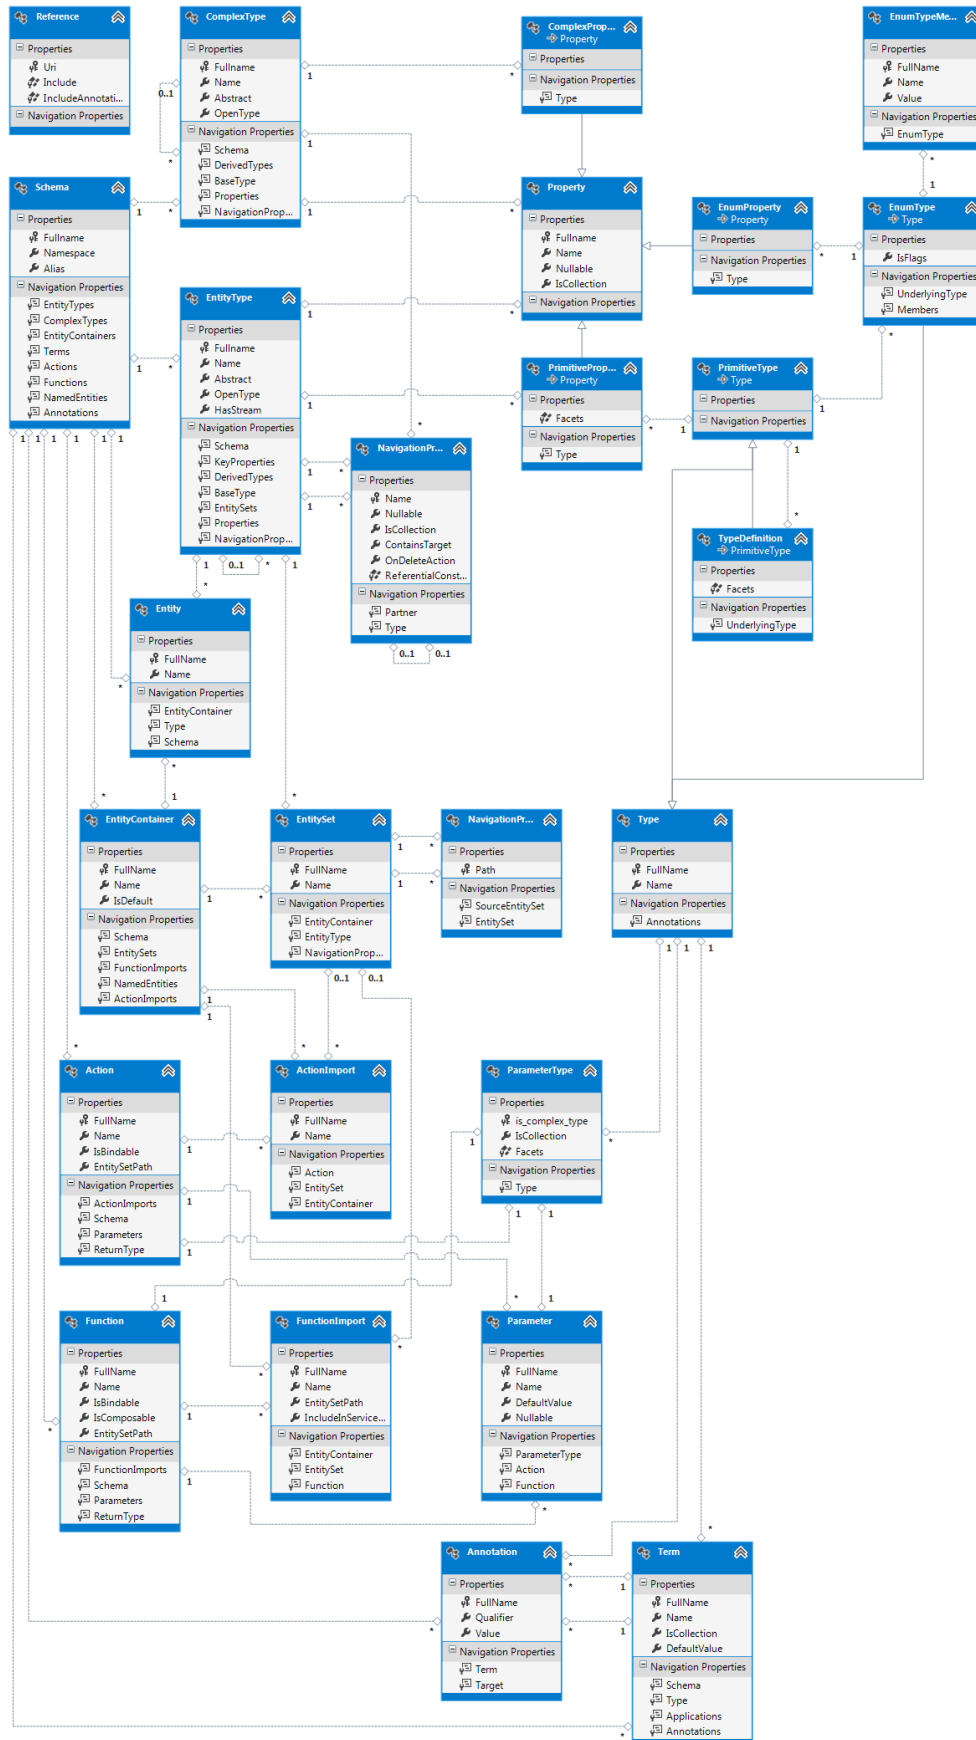 Reference
Properties
Uri
Include
IncludeAnnotati...
Navigation Properties
ComplexType
Properties
Fullname
Name
Abstract
OpenType
Navigation Properties
Schema
DerivedTypes
BaseType
Properties
NavigationProp...
ComplexProp...
Property
Properties
Navigation Properties
Type
EnumTypeMe...
Properties
FullName
Name
Value
Navigation Properties
EnumType
Schema
Properties
Fullname
Namespace
Alias
Navigation Properties
EntityTypes
ComplexTypes
EntityContainers
Terms
Actions
Functions
NamedEntities
Annotations
Property
Properties
Fullname
Name
Nullable
IsCollection
Navigation Properties
EnumProperty
Property
Properties
Navigation Properties
Type
EnumType
Type
Properties
IsFlags
Navigation Properties
UnderlyingType
Members
EntityType
Properties
Fullname
Name
Abstract
OpenType
HasStream
Navigation Properties
Schema
KeyProperties
DerivedTypes
BaseType
EntitySets
Properties
NavigationProp...
PrimitiveProp...
Property
Properties
Facets
Navigation Properties
Type
PrimitiveType
Type
Properties
Navigation Properties
NavigationPr...
Properties
Name
Nullable
IsCollection
ContainsTarget
OnDeleteAction
ReferentialConst...
Navigation Properties
Partner
Type
TypeDefinition
PrimitiveType
Properties
Facets
Navigation Properties
UnderlyingType
Entity
Properties
FullName
Name
Navigation Properties
EntityContainer
Type
Schema
EntityContainer
Properties
FullName
Name
IsDefault
Navigation Properties
Schema
EntitySets
FunctionImports
NamedEntities
ActionImports
EntitySet
Properties
FullName
Name
Navigation Properties
EntityContainer
EntityType
NavigationProp...
NavigationPr...
Properties
Path
Navigation Properties
SourceEntitySet
EntitySet
Type
Properties
FullName
Name
Navigation Properties
Annotations
Action
Properties
FullName
Name
IsBindable
EntitySetPath
Navigation Properties
ActionImports
Schema
Parameters
ReturnType
ActionImport
Properties
FullName
Name
Navigation Properties
Action
EntitySet
EntityContainer
ParameterType
Properties
is_complex_type
IsCollection
Facets
Navigation Properties
Type
Function
Properties
FullName
Name
IsBindable
IsComposable
EntitySetPath
Navigation Properties
FunctionImports
Schema
Parameters
ReturnType
FunctionImport
Properties
FullName
Name
EntitySetPath
IncludeInService...
Navigation Properties
EntityContainer
EntitySet
Function
Parameter
Properties
FullName
Name
DefaultValue
Nullable
Navigation Properties
ParameterType
Action
Function
Annotation
Properties
FullName
Qualifier
Value
Navigation Properties
Term
Target
Term
Properties
FullName
Name
IsCollection
DefaultValue
Navigation Properties
Schema
Type
Applications
Annotations